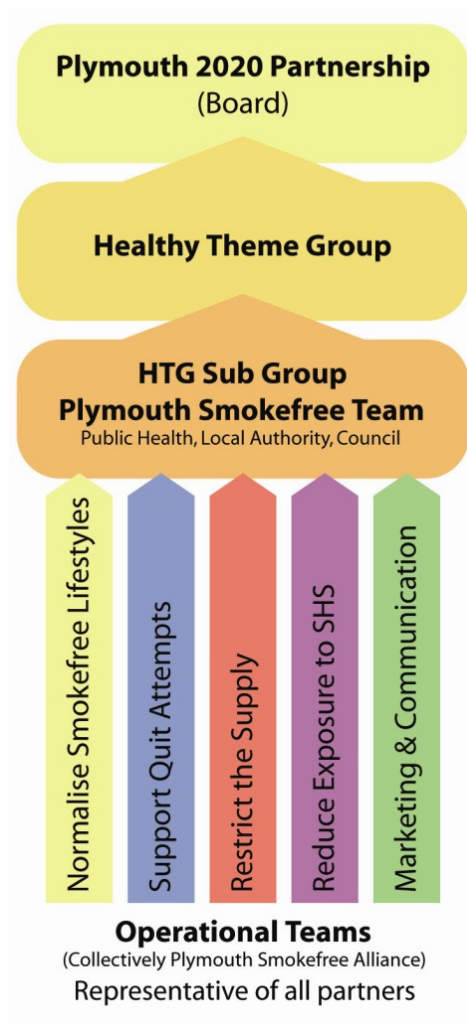 Plymouth 2020 Partnership
(Board)
Healthy Theme Group
HTG Sub Group
Plymouth Smokefree Team
Public Health, Local Authority, Council
Normalise Smokefree Lifestyles
Support Quit Attempts
Restrict the Supply
Reduce Exposure to SHS
Marketing & Communication
Operational Teams
(Collectively Plymouth Smokefree Alliance)
Representative of all partners